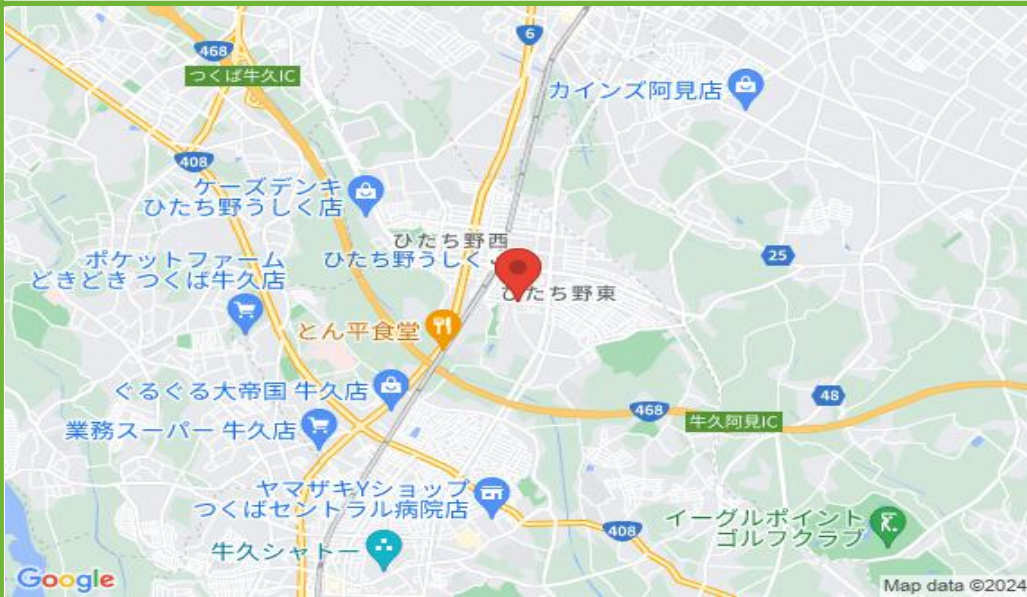 6
468
つくば牛久IC
カインズ阿見店
408
ケーズデンキ
ひたち野うしく店
ひたち野西
ひたち野うしく
25
ポケットファーム
どきどき つくば牛久店
たち野東
とん平食堂
ぐるぐる大帝国 牛久店
468
48
牛久阿見IC
業務スーパー 牛久店
ヤマザキYショップ
つくばセントラル病院店
408
イーグルポイント
ゴルフクラブ
牛久シャトー
Google
Map data ©2024